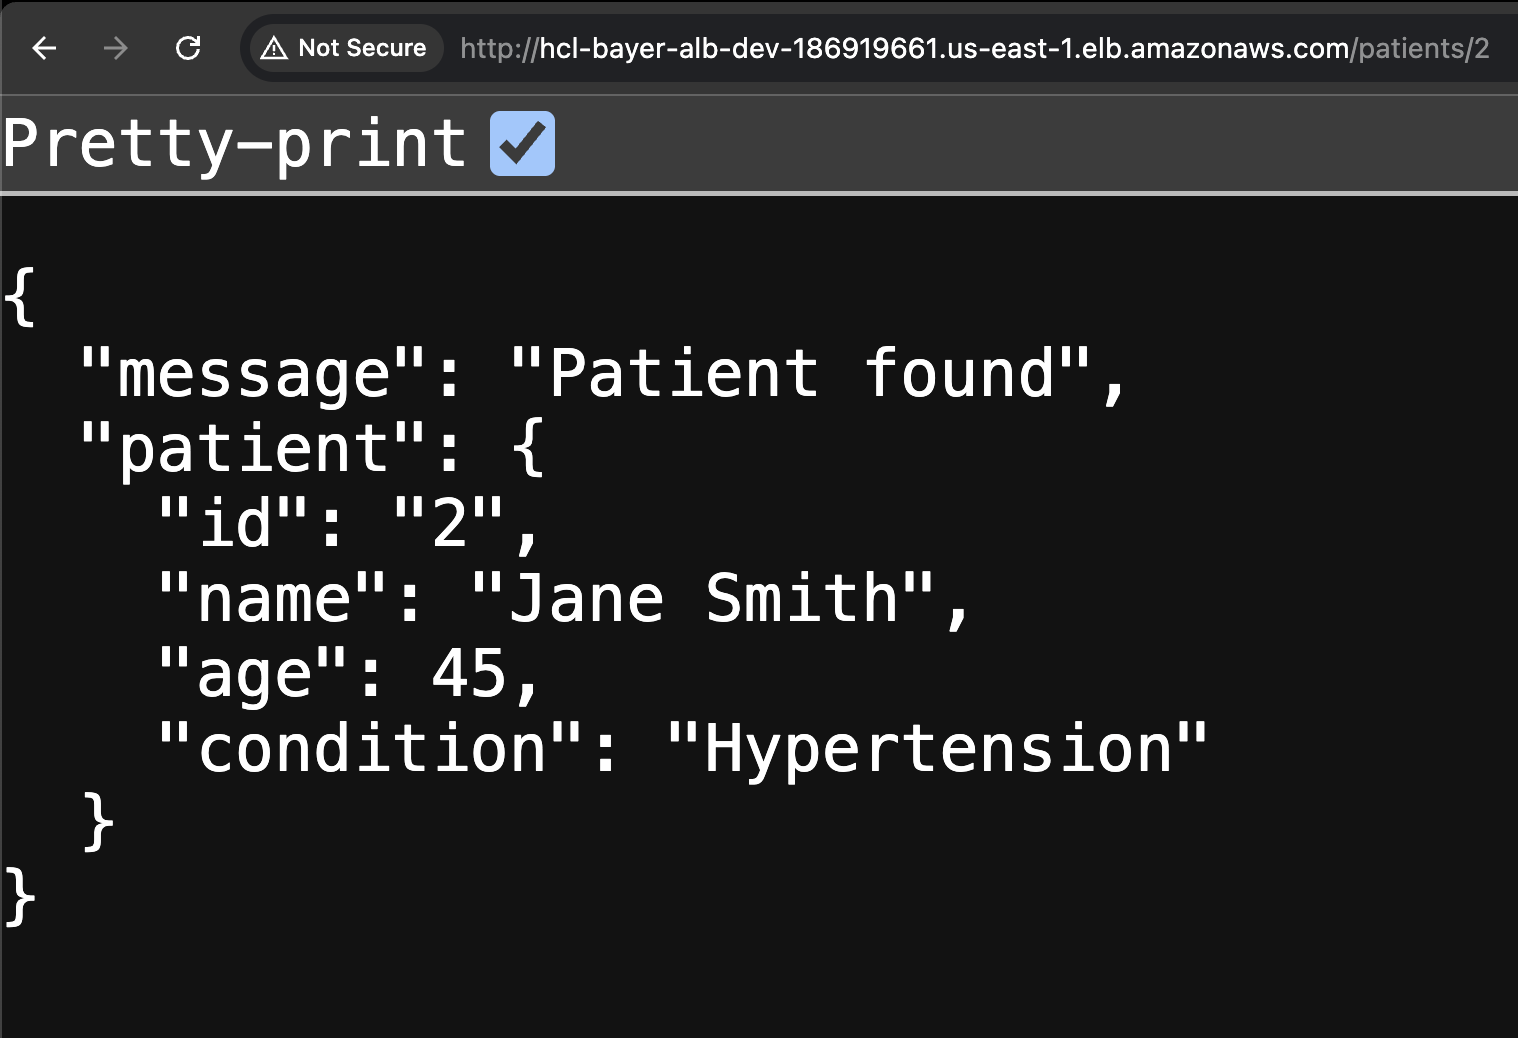 Not Secure http://hcl-bayer-alb-dev-186919661.us-east-1.elb.amazonaws.com/patients/2
Pretty-print
{
  "message": "Patient found",
  "patient": {
    "id": "2",
    "name": "Jane Smith",
    "age": 45,
    "condition": "Hypertension"
  }
}